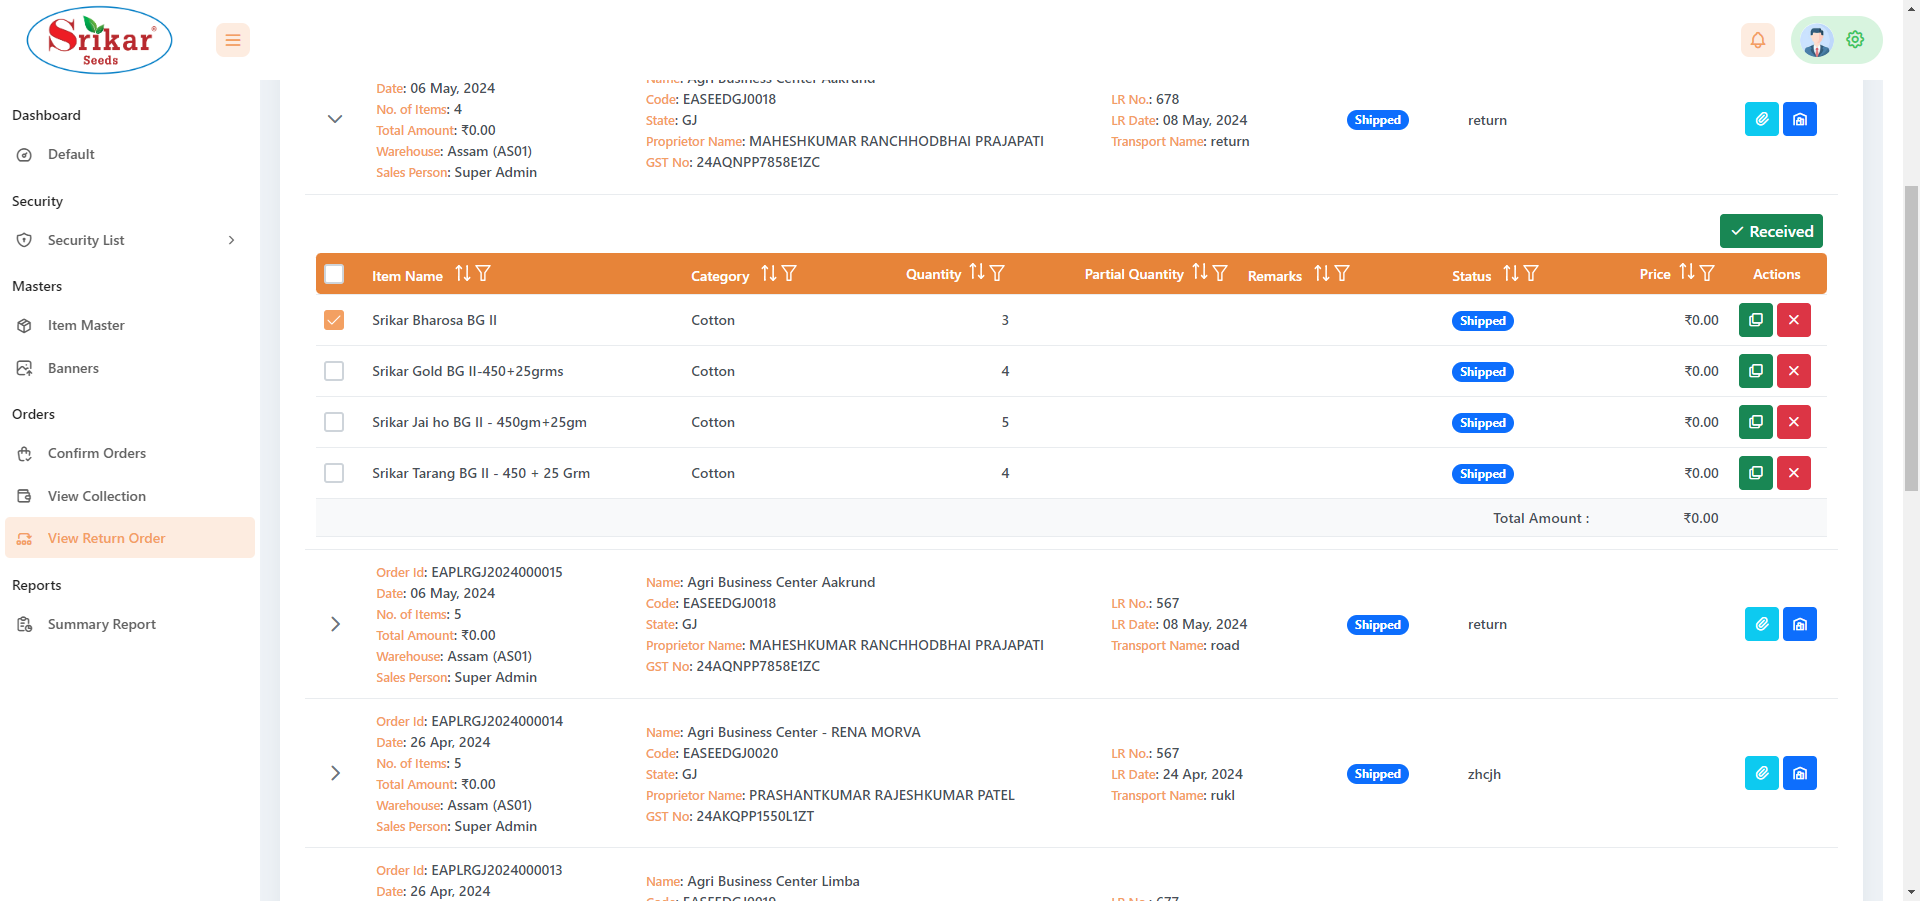 Srikar
Seeds
Dashboard
Default
Security
Security List
Masters
Item Master
Banners
Orders
Confirm Orders
View Collection
View Return Order
Reports
Summary Report
Date: 06 May, 2024
No. of Items: 4
Total Amount: ₹0.00
Warehouse: Assam (AS01)
Sales Person: Super Admin
Name: Agri Business Center Aakrund
Code: EASEEDGJ0018
State: GJ
Proprietor Name: MAHESHKUMAR RANCHHODBHAI PRAJAPATI
GST No: 24AQNPP7858E1ZC
LR No.: 678
LR Date: 08 May, 2024
Transport Name: return
Shipped
return
Received
Item Name Category Quantity Partial Quantity Remarks Status Price Actions
Srikar Bharosa BG II Cotton 3 Shipped ₹0.00
Srikar Gold BG II-450+25grms Cotton 4 Shipped ₹0.00
Srikar Jai ho BG II - 450gm+25gm Cotton 5 Shipped ₹0.00
Srikar Tarang BG II - 450 + 25 Grm Cotton 4 Shipped ₹0.00
Total Amount : ₹0.00
Order Id: EAPLRGJ2024000015
Date: 06 May, 2024
No. of Items: 5
Total Amount: ₹0.00
Warehouse: Assam (AS01)
Sales Person: Super Admin
Name: Agri Business Center Aakrund
Code: EASEEDGJ0018
State: GJ
Proprietor Name: MAHESHKUMAR RANCHHODBHAI PRAJAPATI
GST No: 24AQNPP7858E1ZC
LR No.: 567
LR Date: 08 May, 2024
Transport Name: road
Shipped
return
Order Id: EAPLRGJ2024000014
Date: 26 Apr, 2024
No. of Items: 5
Total Amount: ₹0.00
Warehouse: Assam (AS01)
Sales Person: Super Admin
Name: Agri Business Center - RENA MORVA
Code: EASEEDGJ0020
State: GJ
Proprietor Name: PRASHANTKUMAR RAJESHKUMAR PATEL
GST No: 24AKQPP1550L1ZT
LR No.: 567
LR Date: 24 Apr, 2024
Transport Name: rukl
Shipped
zhcjh
Order Id: EAPLRGJ2024000013
Date: 26 Apr, 2024
Name: Agri Business Center Limba
Code: EASEEDGJ0019
LR No.: 677